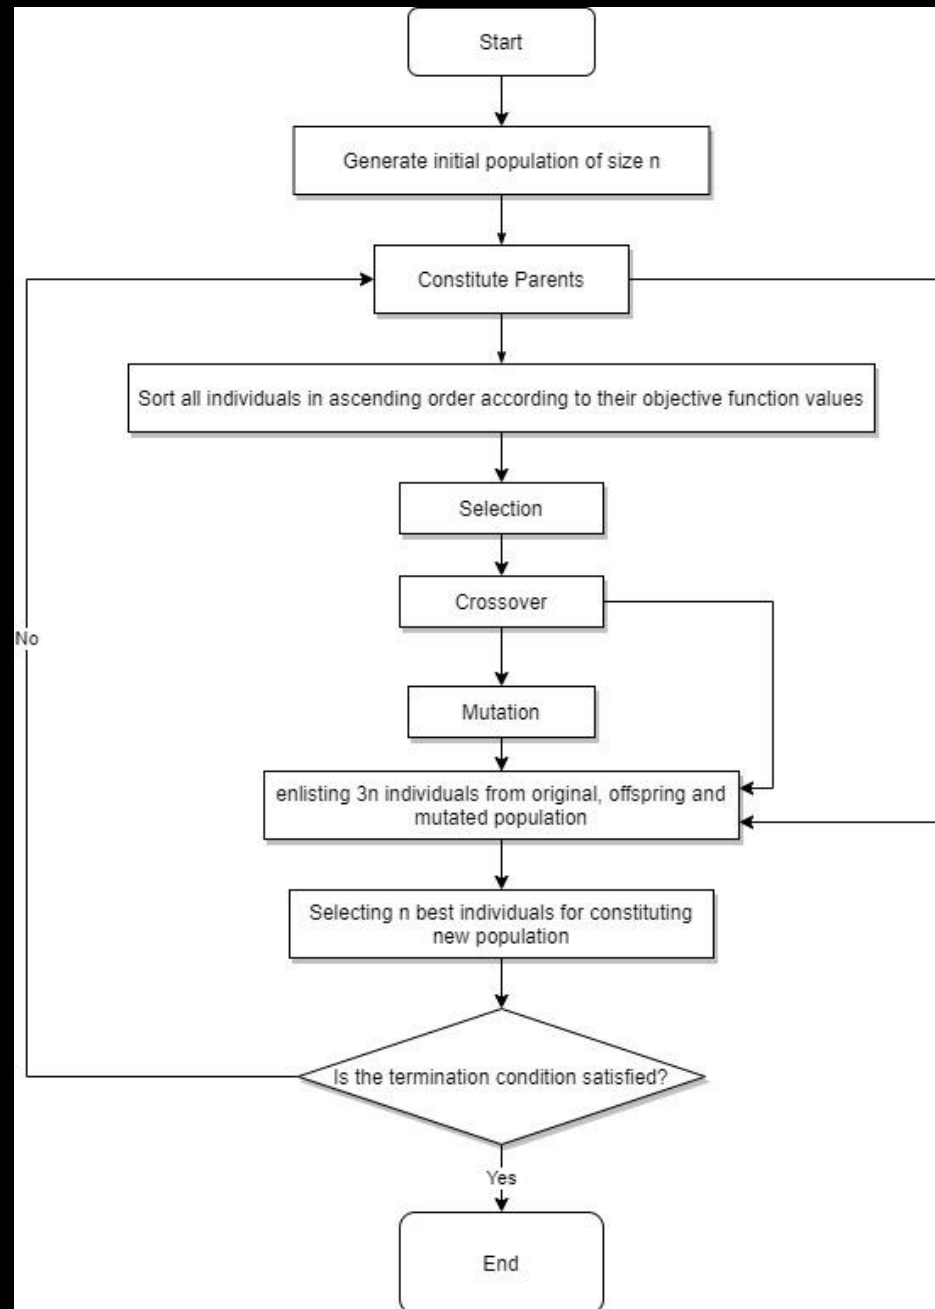 Start
Generate initial population of size n
Constitute Parents
Sort all individuals in ascending order according to their objective function values
Selection
Crossover
No
Mutation
enlisting 3n individuals from original, offspring and
mutated population
Selecting n best individuals for constituting
new population
Is the termination condition satisfied?
Yes
End